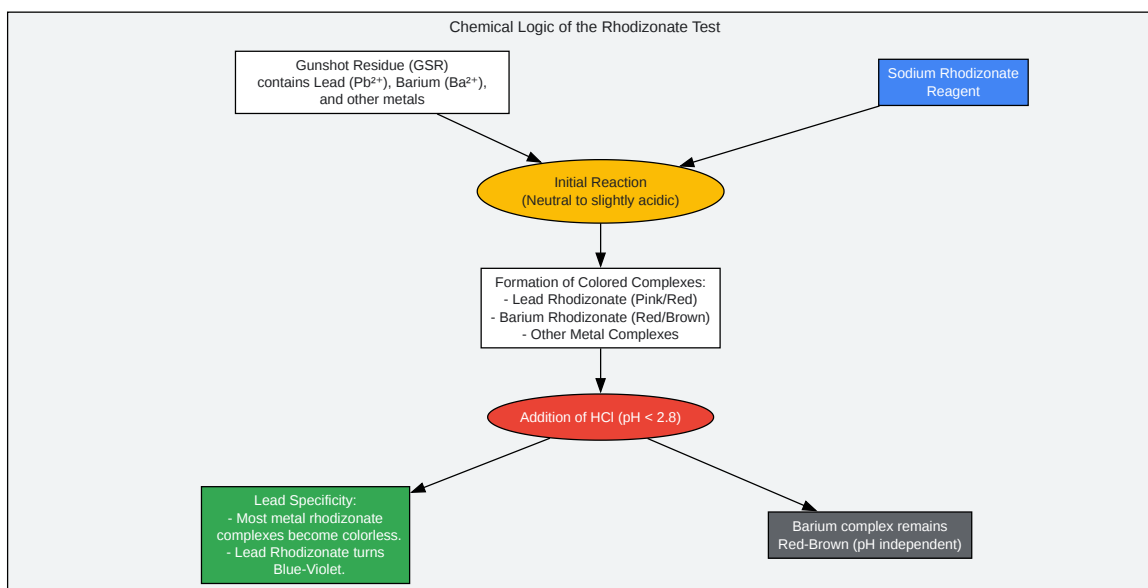 Chemical Logic of the Rhodizonate Test
Gunshot Residue (GSR)
contains Lead (Pb²⁺), Barium (Ba²⁺),
and other metals
Sodium Rhodizonate
Reagent
Initial Reaction
(Neutral to slightly acidic)
Formation of Colored Complexes:
- Lead Rhodizonate (Pink/Red)
- Barium Rhodizonate (Red/Brown)
- Other Metal Complexes
Addition of HCl (pH < 2.8)
Lead Specificity:
- Most metal rhodizonate
complexes become colorless.
- Lead Rhodizonate turns
Blue-Violet.
Barium complex remains
Red-Brown (pH independent)